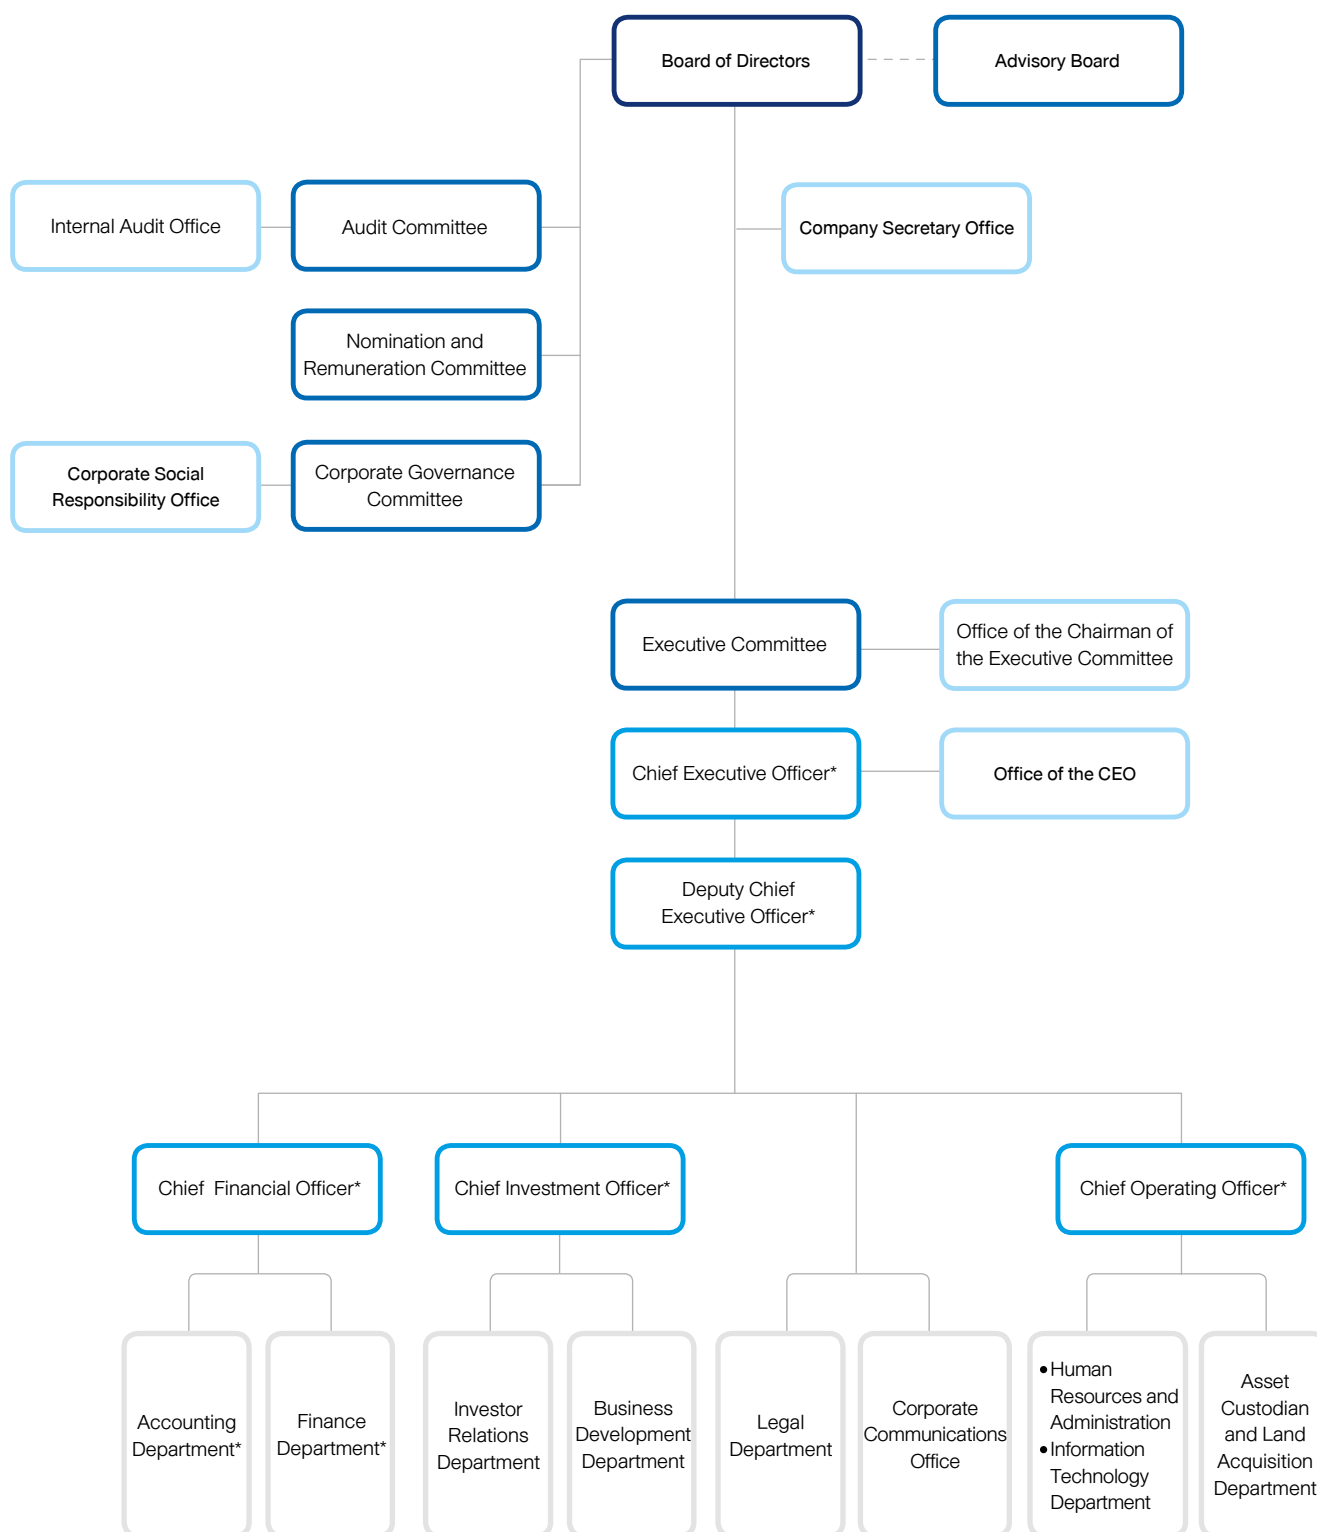 Board of Directors
Advisory Board
Internal Audit Office
Audit Committee
Company Secretary Office
Nomination and
Remuneration Committee
Corporate Social
Responsibility Office
Corporate Governance
Committee
Executive Committee
Office of the Chairman of
the Executive Committee
Chief Executive Officer*
Office of the CEO
Deputy Chief
Executive Officer*
Chief Financial Officer*
Chief Investment Officer*
Chief Operating Officer*
Accounting
Department*
Finance
Department*
Investor
Relations
Department
Business
Development
Department
Legal
Department
Corporate
Communications
Office
• Human
Resources and
Administration
• Information
Technology
Department
Asset
Custodian
and Land
Acquisition
Department